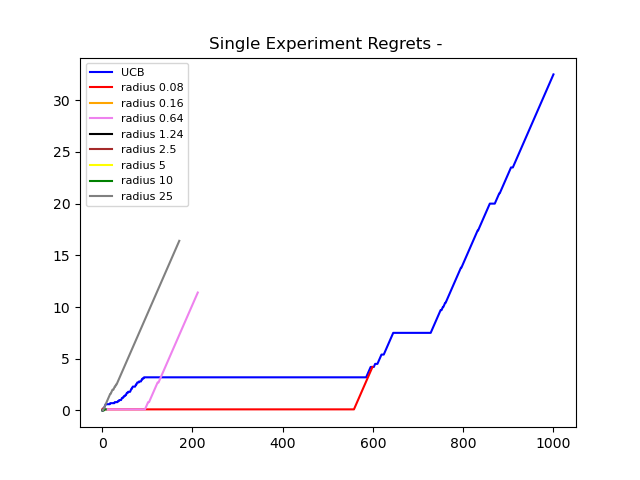 Single Experiment Regrets -
UCB
radius 0.08
radius 0.16
radius 0.64
radius 1.24
radius 2.5
radius 5
radius 10
radius 25
30
25
20
15
10
5
0
0 200 400 600 800 1000